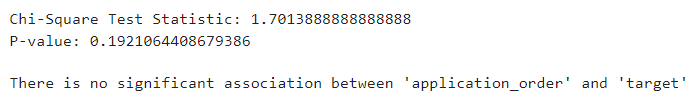 Chi-Square Test Statistic: 1.7013888888888888
P-value: 0.1921064408679386
There is no significant association between 'application_order' and 'target'